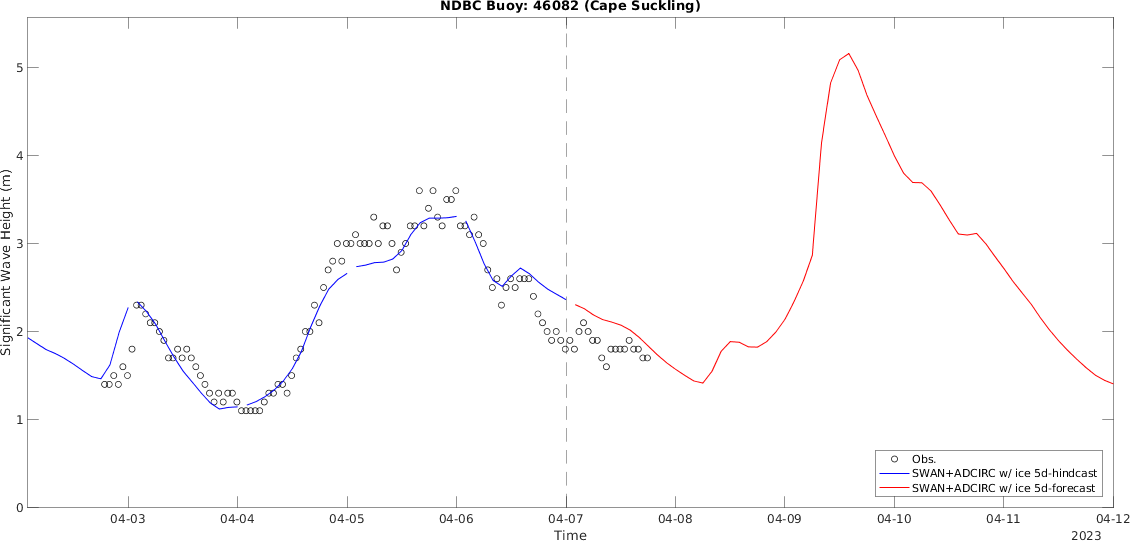 NDBC Buoy: 46082 (Cape Suckling)
Significant Wave Height (m)
5
4
3
2
1
0
Obs.
SWAN+ADCIRC w/ ice 5d-hindcast
SWAN+ADCIRC w/ ice 5d-forecast
04-03 04-04 04-05 04-06 04-07 04-08 04-09 04-10 04-11 04-12
Time
2023